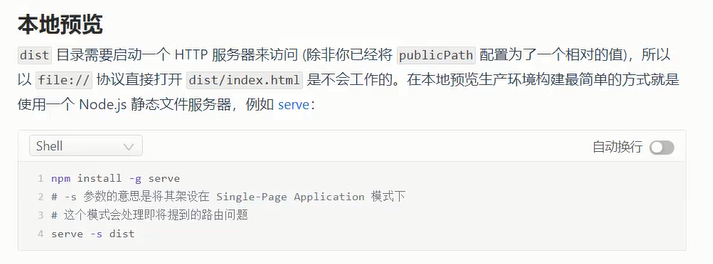 本地预览
dist 目录需要启动一个 HTTP 服务器来访问 (除非你已经将 publicPath 配置为了一个相对的值)，所以
以 file:// 协议直接打开 dist/index.html 是不会工作的。在本地预览生产环境构建最简单的方式就是
使用一个 Node.js 静态文件服务器，例如 serve：
Shell 自动换行
1 npm install -g serve
2 # -s 参数的意思是将其架设在 Single-Page Application 模式下
3 # 这个模式会处理即将提到的路由问题
4 serve -s dist